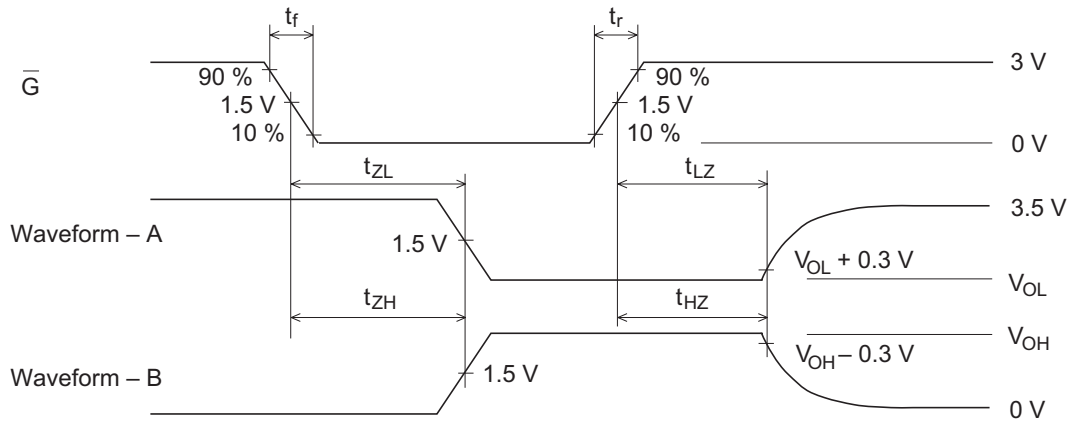 tf
tr
G̅
90 %
1.5 V
10 %
90 %
1.5 V
10 %
3 V
0 V
tZL
tLZ
Waveform – A
1.5 V
3.5 V
VOL + 0.3 V
VOL
tZH
tHZ
VOH
VOH – 0.3 V
Waveform – B
1.5 V
0 V